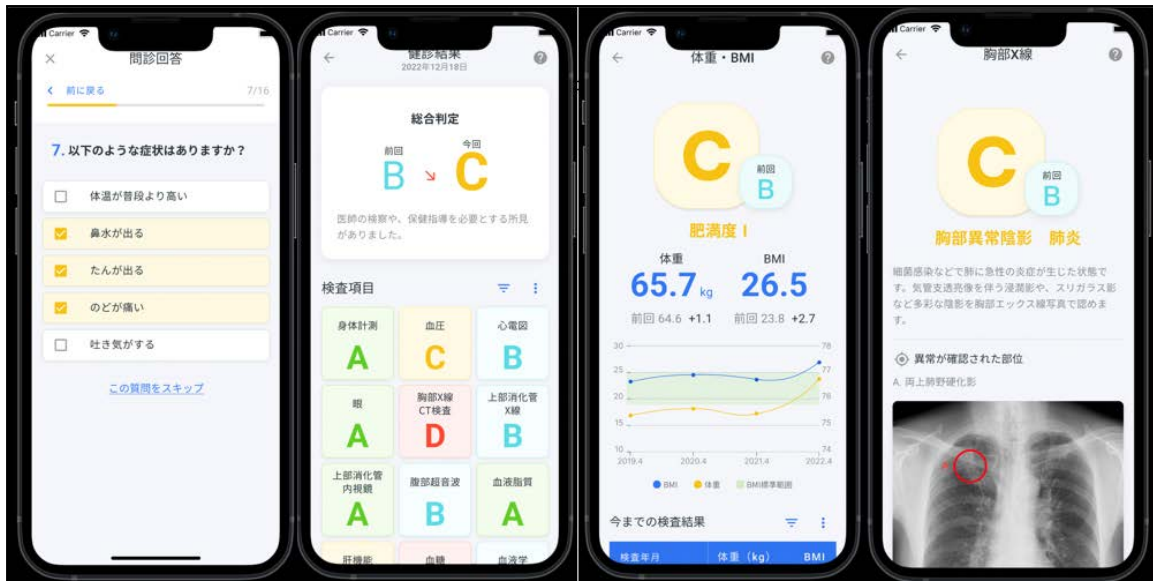 Carrier
問診回答
前に戻る
7/16
7. 以下のような症状はありますか？
体温が普段より高い
鼻水が出る
たんが出る
のどが痛い
吐き気がする
この質問をスキップ
Carrier
健診結果
2022年12月18日
総合判定
前回
今回
B
C
医師の検察や、保健指導を必要とする所見
がありました。
検査項目
身体計測
A
血圧
C
心電図
B
眼
A
胸部X線
CT検査
D
上部消化管
X線
B
上部消化管
内視鏡
A
腹部超音波
B
血液脂質
A
肝機能
血糖
血液学
Carrier
体重・BMI
C
前回
B
肥満度 I
体重
BMI
65.7 kg
26.5
前回 64.6 +1.1
前回 23.8 +2.7
30
78
25
77
20
76
15
75
10
74
2019.4
2020.4
2021.4
2022.4
BMI
体重
BMI標準範囲
今までの検査結果
検査年月
体重（kg）
BMI
Carrier
胸部X線
C
前回
B
胸部異常陰影 肺炎
細菌感染などで肺に急性の炎症が生じた状態で
す。気管支透亮像を伴う浸潤影や、スリガラス影
など多彩な陰影を胸部エックス線写真で認めま
す。
異常が確認された部位
A. 両上肺野硬化影
A